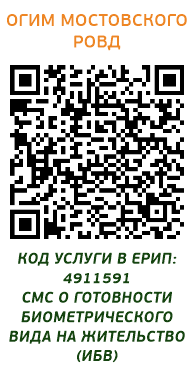 ОГИМ МОСТОВСКОГО
РОВД
КОД УСЛУГИ В ЕРИП:
4911591
СМС О ГОТОВНОСТИ
БИОМЕТРИЧЕСКОГО
ВИДА НА ЖИТЕЛЬСТВО
(ИБВ)